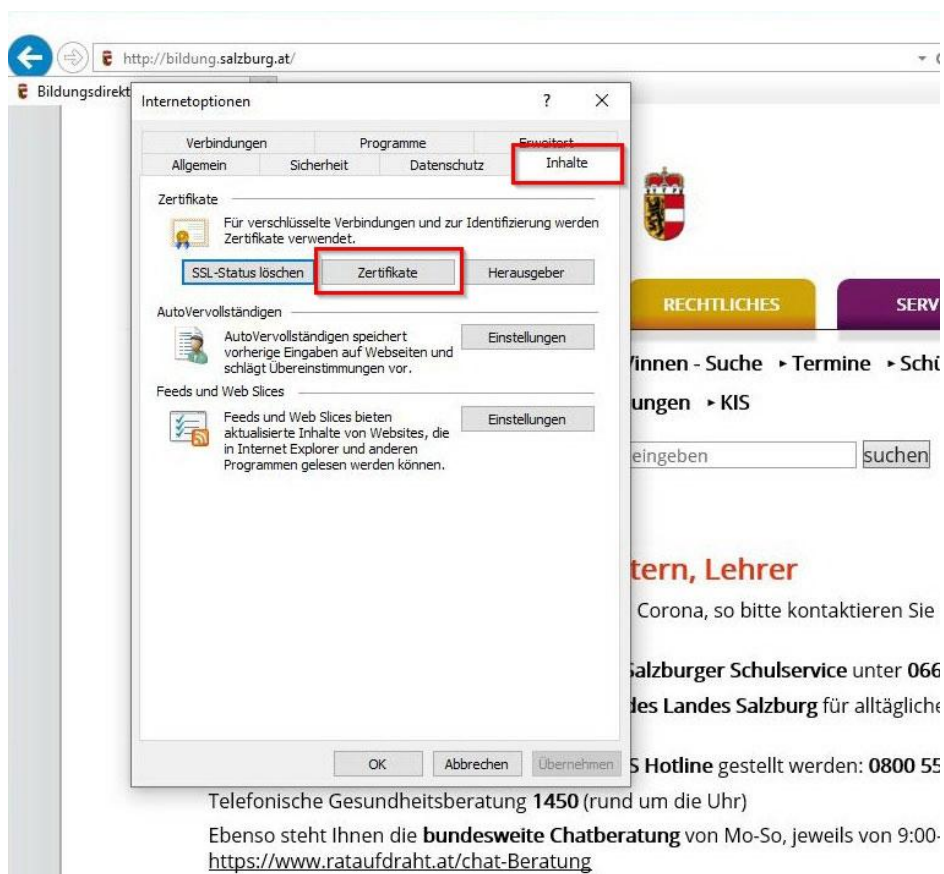 http://bildung.salzburg.at/
Bildungsdirekt
Internetoptionen ? X
Verbindungen Programme Erweitert
Allgemein Sicherheit Datenschutz Inhalte
Zertifikate
Für verschlüsselte Verbindungen und zur Identifizierung werden
Zertifikate verwendet.
SSL-Status löschen Zertifikate Herausgeber
AutoVervollständigen
AutoVervollständigen speichert
vorherige Eingaben auf Webseiten und
schlägt Übereinstimmungen vor.
Einstellungen
Feeds und Web Slices
Feeds und Web Slices bieten
aktualisierte Inhalte von Websites, die
in Internet Explorer und anderen
Programmen gelesen werden können.
Einstellungen
OK Abbrechen Übernehmen
RECHTLICHES SERV
/innen - Suche ‣ Termine ‣ Schü
ungen ‣ KIS
eingeben suchen
tern, Lehrer
Corona, so bitte kontaktieren Sie
Salzburger Schulservice unter 066
des Landes Salzburg für alltägliche
S Hotline gestellt werden: 0800 55
Telefonische Gesundheitsberatung 1450 (rund um die Uhr)
Ebenso steht Ihnen die bundesweite Chatberatung von Mo-So, jeweils von 9:00-
https://www.rataufdraht.at/chat-Beratung